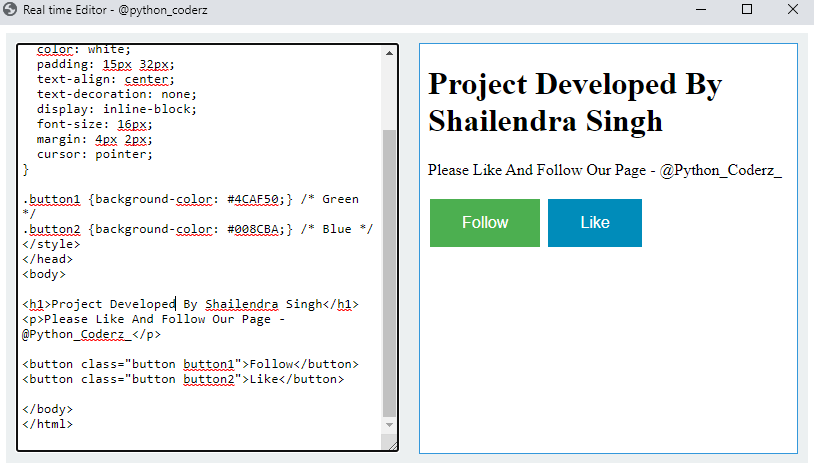 Real time Editor - @python_coderz
color: white;
padding: 15px 32px;
text-align: center;
text-decoration: none;
display: inline-block;
font-size: 16px;
margin: 4px 2px;
cursor: pointer;
}
.button1 {background-color: #4CAF50;} /* Green
*/
.button2 {background-color: #008CBA;} /* Blue */
</style>
</head>
<body>
<h1>Project Developed By Shailendra Singh</h1>
<p>Please Like And Follow Our Page -
@Python_Coderz_</p>
<button class="button button1">Follow</button>
<button class="button button2">Like</button>
</body>
</html>
Project Developed By
Shailendra Singh
Please Like And Follow Our Page - @Python_Coderz_
Follow
Like